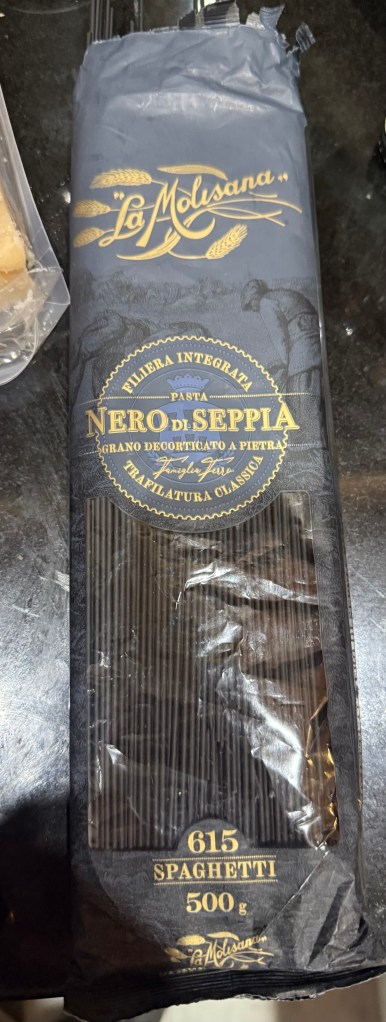 "La Molisana"
FILIERA INTEGRATA
PASTA
NERO DI SEPPIA
GRANO DECORTICATO A PIETRA
Famiglia Ferro
TRAFILATURA CLASSICA
615
SPAGHETTI
500 g
"La Molisana"